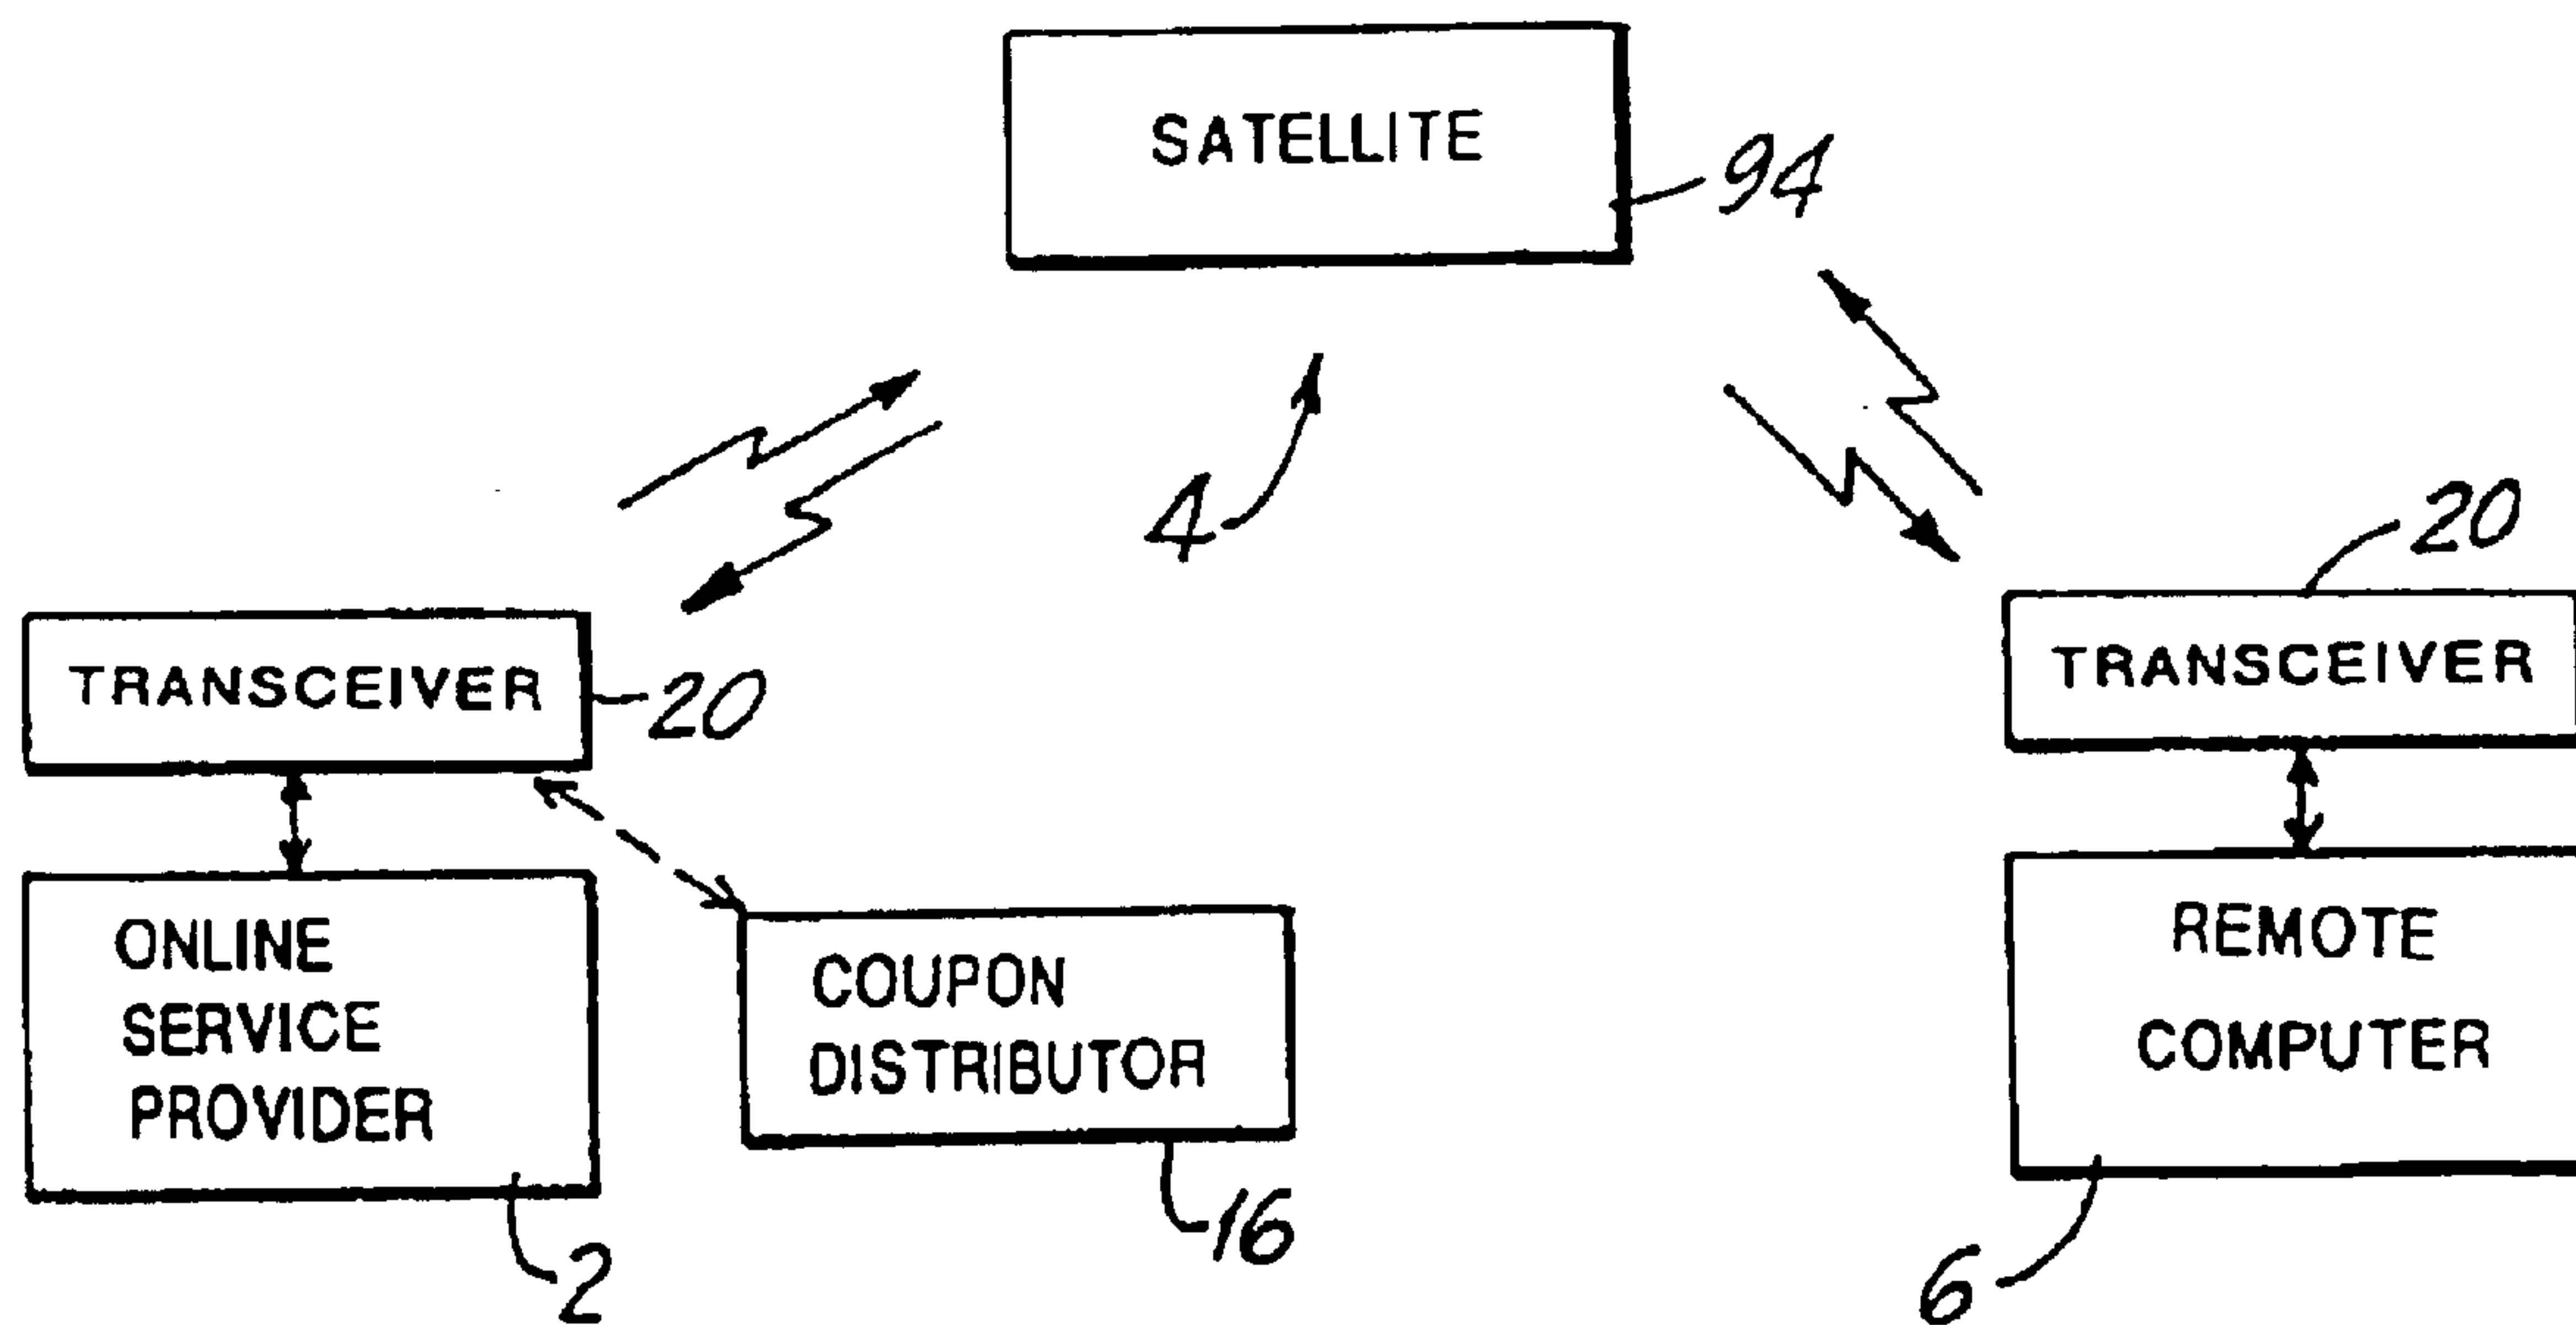 SATELLITE
94
4
20
TRANSCEIVER
20
TRANSCEIVER
ONLINE
SERVICE
PROVIDER
2
COUPON
DISTRIBUTOR
16
REMOTE
COMPUTER
6